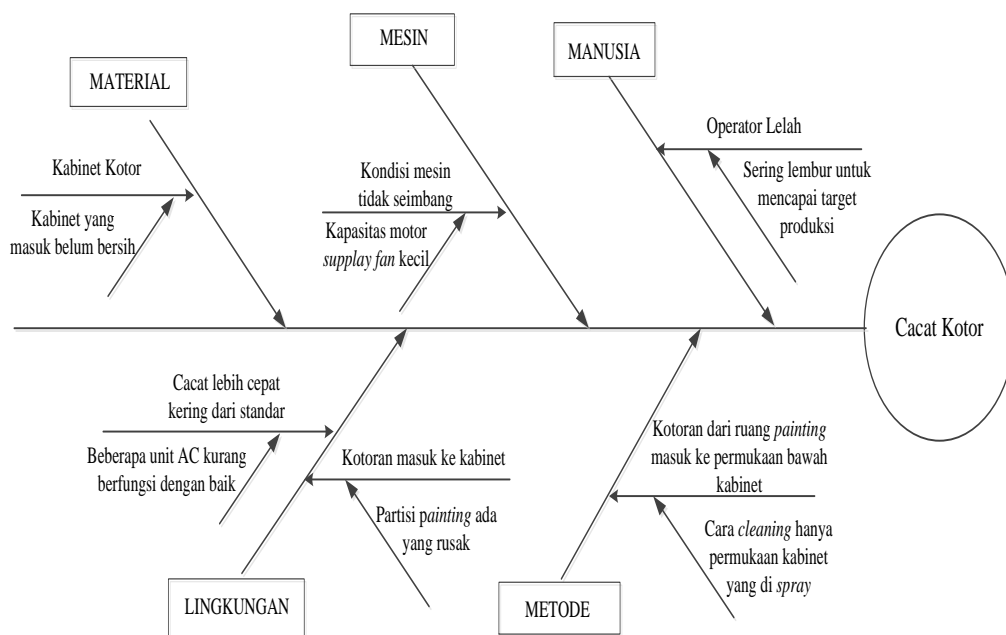 MESIN
MANUSIA
MATERIAL
Operator Lelah
Sering lembur untuk
mencapai target
produksi
Kabinet Kotor
Kabinet yang
masuk belum bersih
Kondisi mesin
tidak seimbang
Kapasitas motor
supplay fan kecil
Cacat Kotor
Cacat lebih cepat
kering dari standar
Beberapa unit AC kurang
berfungsi dengan baik
Kotoran masuk ke kabinet
Partisi painting ada
yang rusak
Kotoran dari ruang painting
masuk ke permukaan bawah
kabinet
Cara cleaning hanya
permukaan kabinet
yang di spray
LINGKUNGAN
METODE